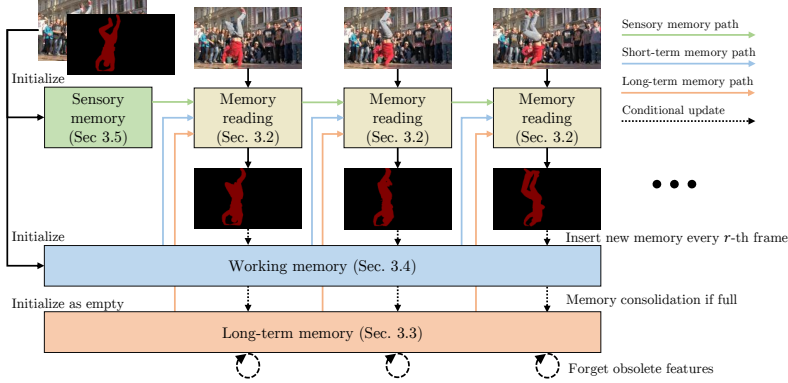 Sensory memory path
Short-term memory path
Long-term memory path
Conditional update
Initialize
Sensory
memory
(Sec 3.5)
Memory
reading
(Sec. 3.2)
Memory
reading
(Sec. 3.2)
Memory
reading
(Sec. 3.2)
Initialize
Insert new memory every r-th frame
Working memory (Sec. 3.4)
Initialize as empty
Memory consolidation if full
Long-term memory (Sec. 3.3)
Forget obsolete features